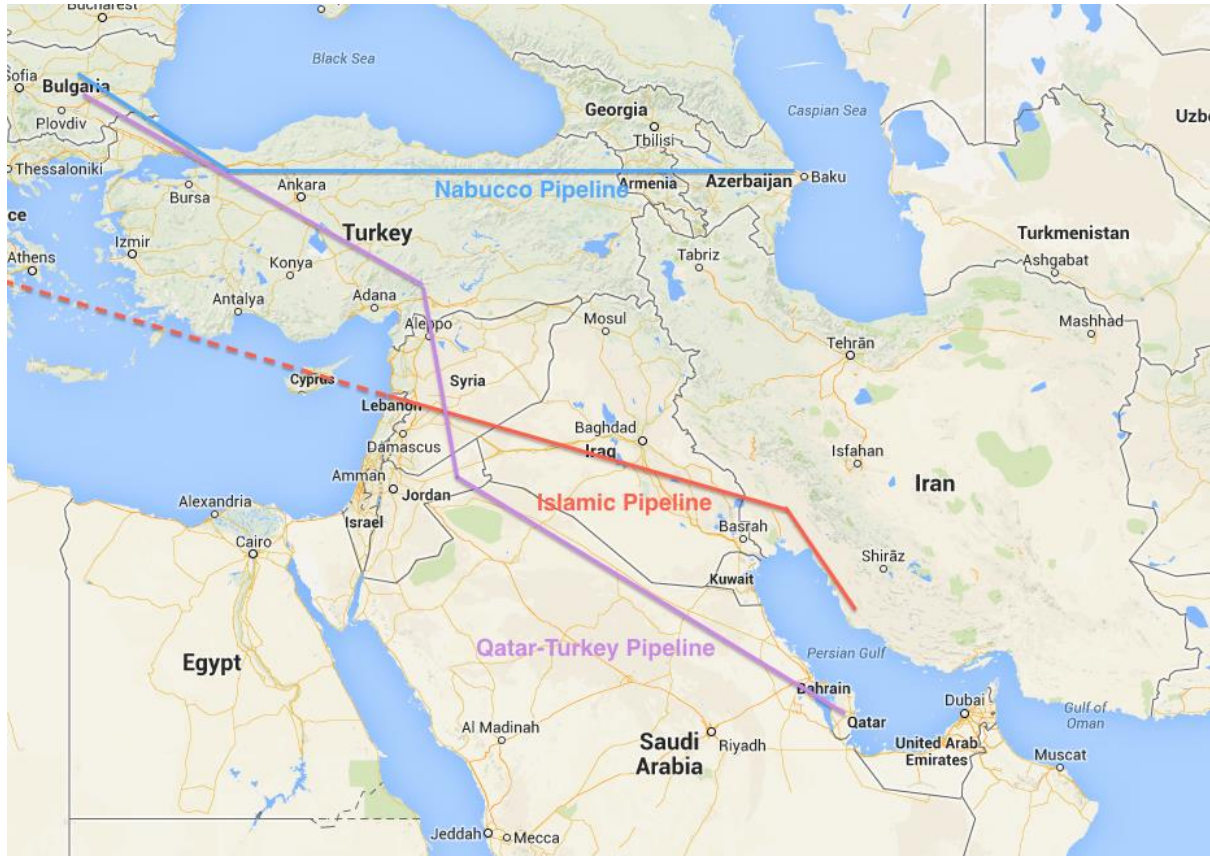 Bucharest
Black Sea
Sofia
Bulgaria
Plovdiv
Georgia
Tbilisi
Caspian Sea
Uzbe
Thessaloniki
Bursa
Ankara
Nabucco Pipeline
Armenia
Azerbaijan
Baku
ce
Athens
Izmir
Turkey
Konya
Tabriz
Turkmenistan
Ashgabat
Antalya
Adana
Aleppo
Mosul
Tehrān
Mashhad
Cyprus
Syria
Lebanon
Baghdad
Iraq
Damascus
Isfahan
Amman
Jordan
Iran
Alexandria
Israel
Islamic Pipeline
Basrah
Cairo
Kuwait
Shirāz
Qatar-Turkey Pipeline
Persian Gulf
Egypt
Bahrain
Dubai
Gulf of
Oman
Al Madinah
Qatar
Saudi
Arabia
Riyadh
United Arab
Emirates
Muscat
Jeddah
Mecca